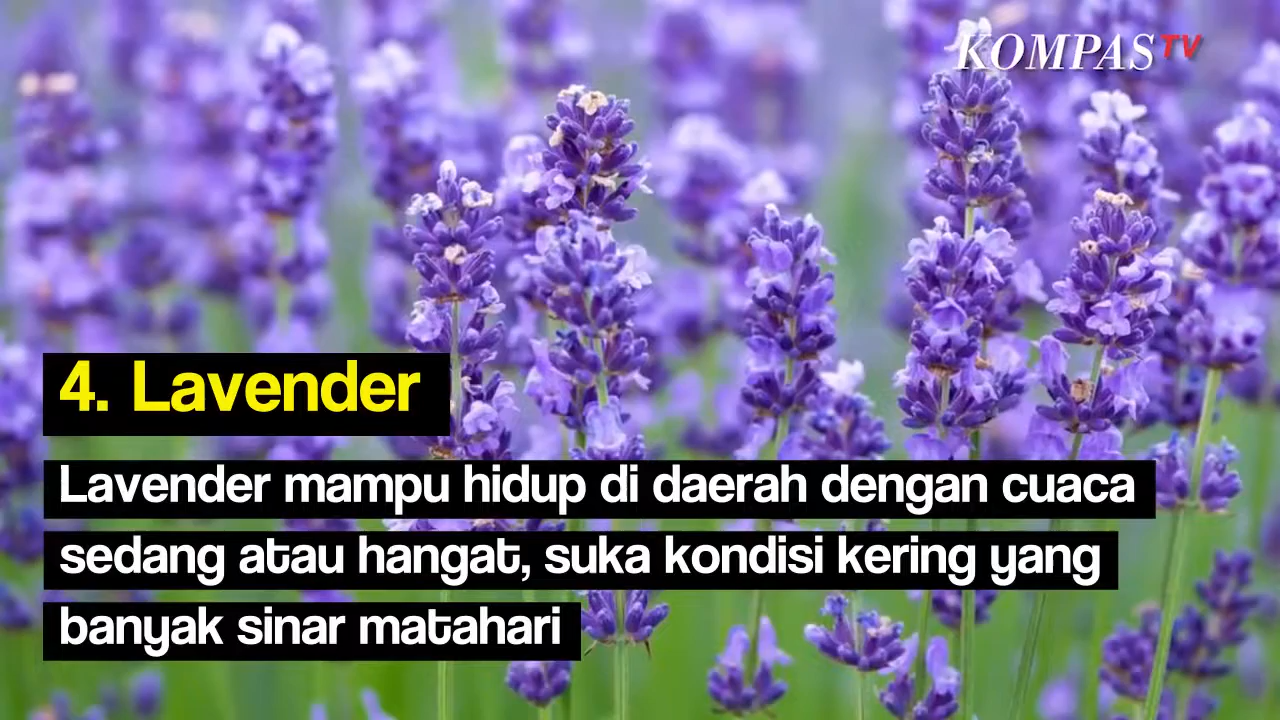 KOMPAS TV
4. Lavender
Lavender mampu hidup di daerah dengan cuaca
sedang atau hangat, suka kondisi kering yang
banyak sinar matahari